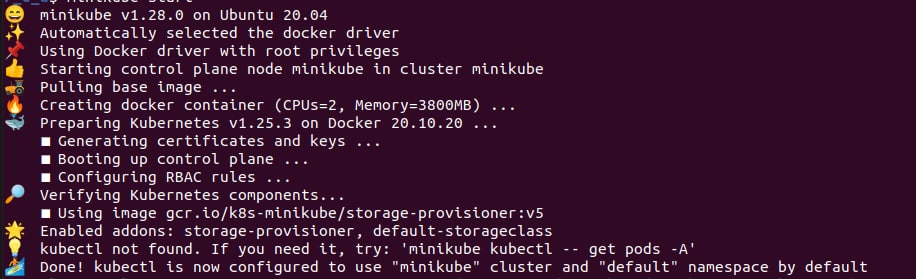 😄 minikube v1.28.0 on Ubuntu 20.04
✨ Automatically selected the docker driver
📌 Using Docker driver with root privileges
👍 Starting control plane node minikube in cluster minikube
🚜 Pulling base image ...
🔥 Creating docker container (CPUs=2, Memory=3800MB) ...
🐳 Preparing Kubernetes v1.25.3 on Docker 20.10.20 ...
▪ Generating certificates and keys ...
▪ Booting up control plane ...
▪ Configuring RBAC rules ...
🔎 Verifying Kubernetes components...
▪ Using image gcr.io/k8s-minikube/storage-provisioner:v5
🌟 Enabled addons: storage-provisioner, default-storageclass
💡 kubectl not found. If you need it, try: 'minikube kubectl -- get pods -A'
🏄 Done! kubectl is now configured to use "minikube" cluster and "default" namespace by default